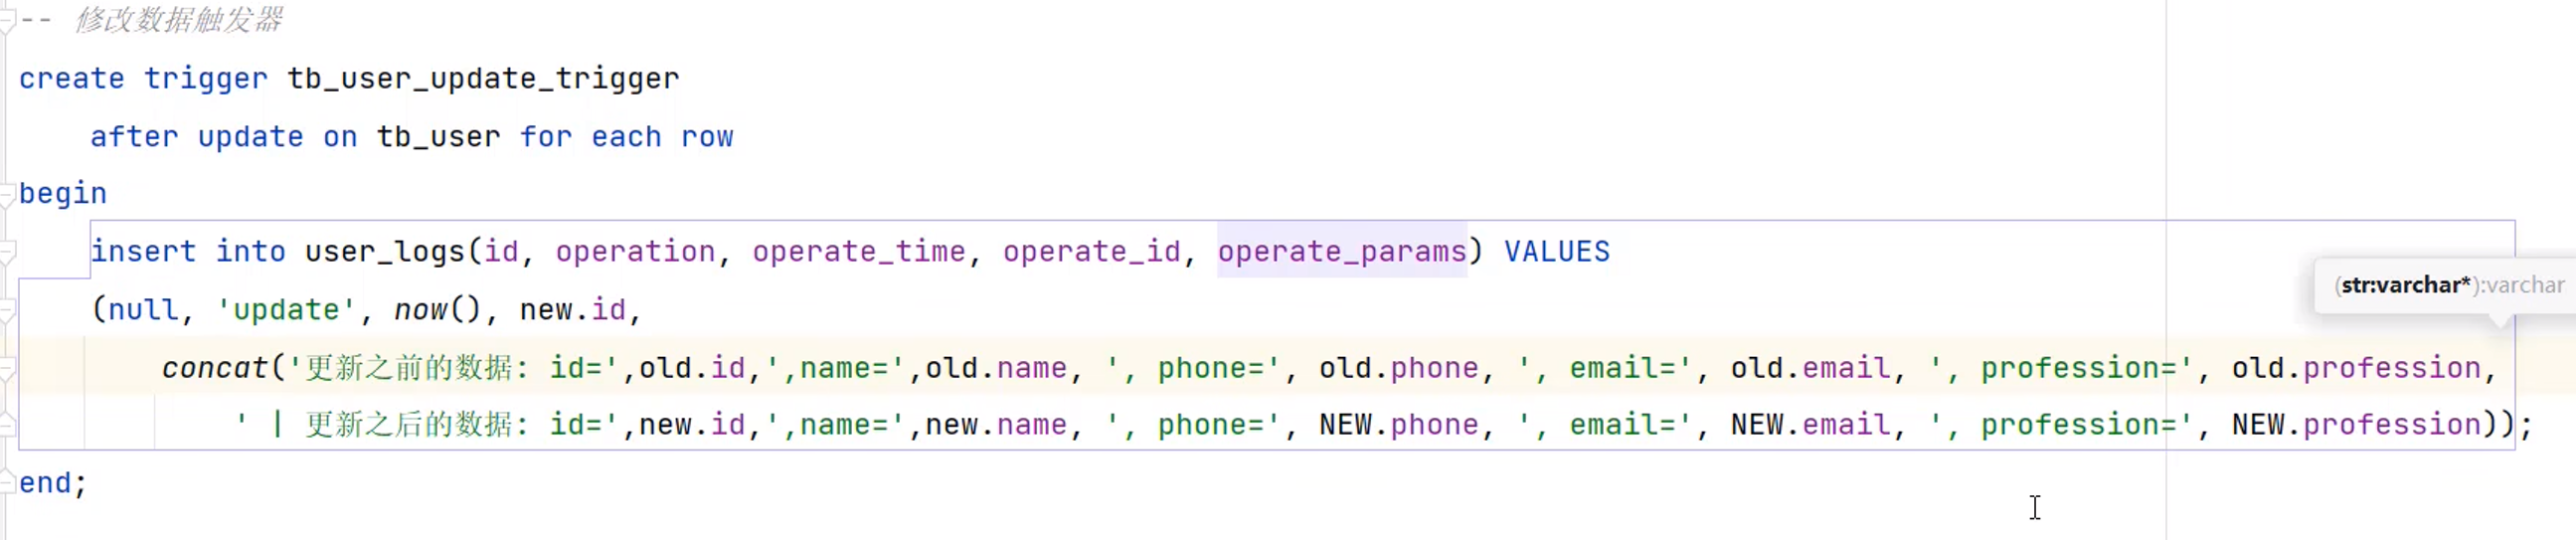 -- 修改数据触发器
create trigger tb_user_update_trigger
after update on tb_user for each row
begin
insert into user_logs(id, operation, operate_time, operate_id, operate_params) VALUES
(str:varchar*):varchar
(null, 'update', now(), new.id,
concat('更新之前的数据: id=',old.id,',name=',old.name, ', phone=', old.phone, ', email=', old.email, ', profession=', old.profession,
' | 更新之后的数据: id=',new.id,',name=',new.name, ', phone=', NEW.phone, ', email=', NEW.email, ', profession=', NEW.profession));
end;